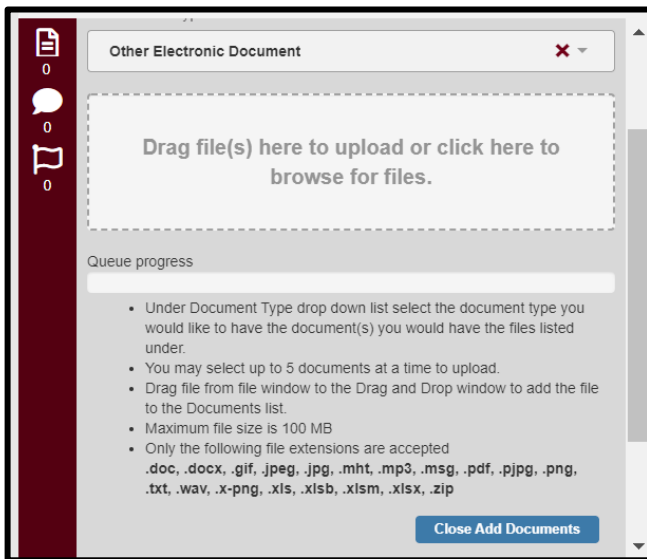 0
0
0
Other Electronic Document
Drag file(s) here to upload or click here to
browse for files.
Queue progress
• Under Document Type drop down list select the document type you
would like to have the document(s) you would have the files listed
under.
• You may select up to 5 documents at a time to upload.
• Drag file from file window to the Drag and Drop window to add the file
to the Documents list.
• Maximum file size is 100 MB
• Only the following file extensions are accepted
.doc, .docx, .gif, .jpeg, .jpg, .mht, .mp3, .msg, .pdf, .pjpg, .png,
.txt, .wav, .x-png, .xls, .xlsb, .xlsm, .xlsx, .zip
Close Add Documents